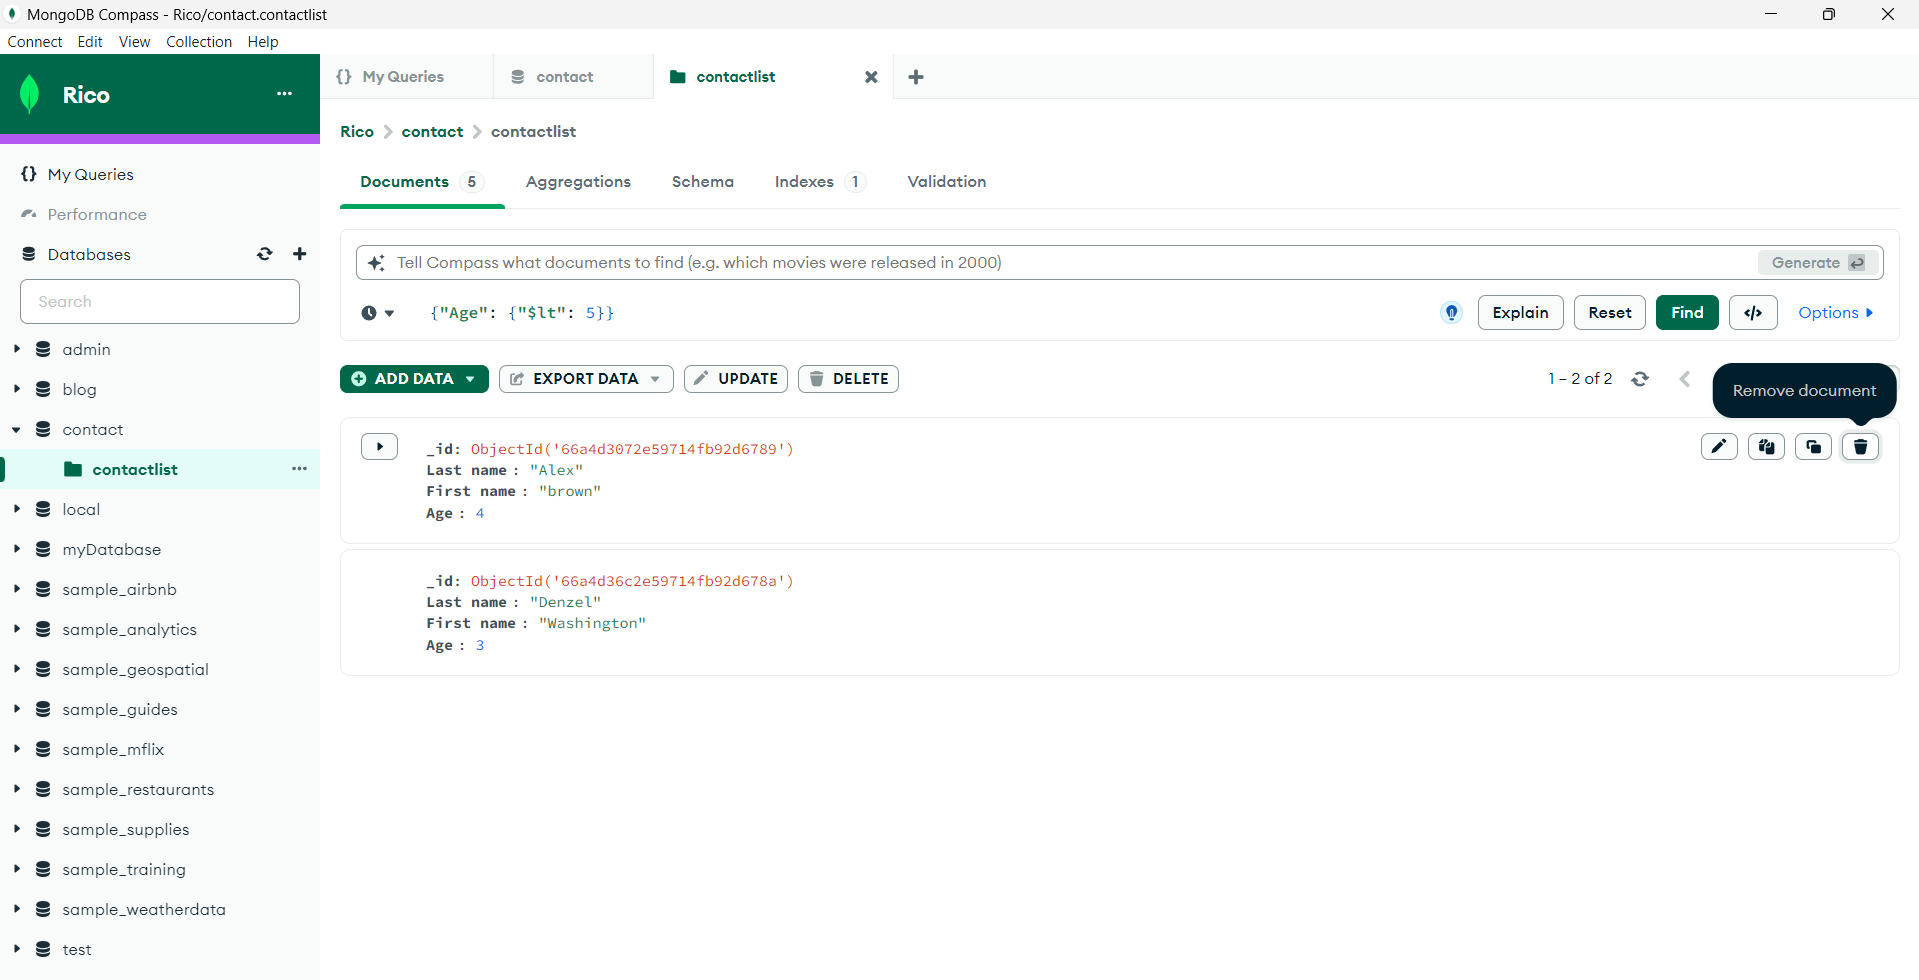 MongoDB Compass - Rico/contact.contactlist
Connect Edit View Collection Help
Rico
My Queries
Performance
Databases
Search
admin
blog
contact
contactlist
local
myDatabase
sample_airbnb
sample_analytics
sample_geospatial
sample_guides
sample_mflix
sample_restaurants
sample_supplies
sample_training
sample_weatherdata
test
{} My Queries
contact
contactlist
Rico > contact > contactlist
Documents 5 Aggregations Schema Indexes 1 Validation
Tell Compass what documents to find (e.g. which movies were released in 2000) Generate
{"Age": {"$lt": 5}} Explain Reset Find </> Options
ADD DATA EXPORT DATA UPDATE DELETE 1 – 2 of 2
Remove document
_id: ObjectId('66a4d3072e59714fb92d6789')
Last name : "Alex"
First name : "brown"
Age : 4
_id: ObjectId('66a4d36c2e59714fb92d678a')
Last name : "Denzel"
First name : "Washington"
Age : 3